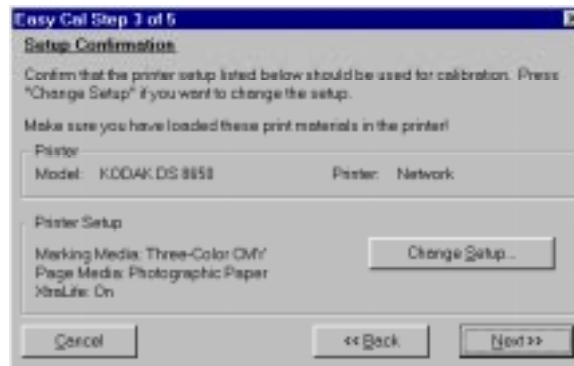 Easy Cal Step 3 of 5
Setup Confirmation
Confirm that the printer setup listed below should be used for calibration. Press
"Change Setup" if you want to change the setup.
Make sure you have loaded these print materials in the printer!
Printer
Model: KODAK DS 8650 Printer: Network
Printer Setup
Marking Media: Three-Color CMY
Page Media: Photographic Paper
XtraLife: On
Change Setup...
Cancel
<< Back
Next >>